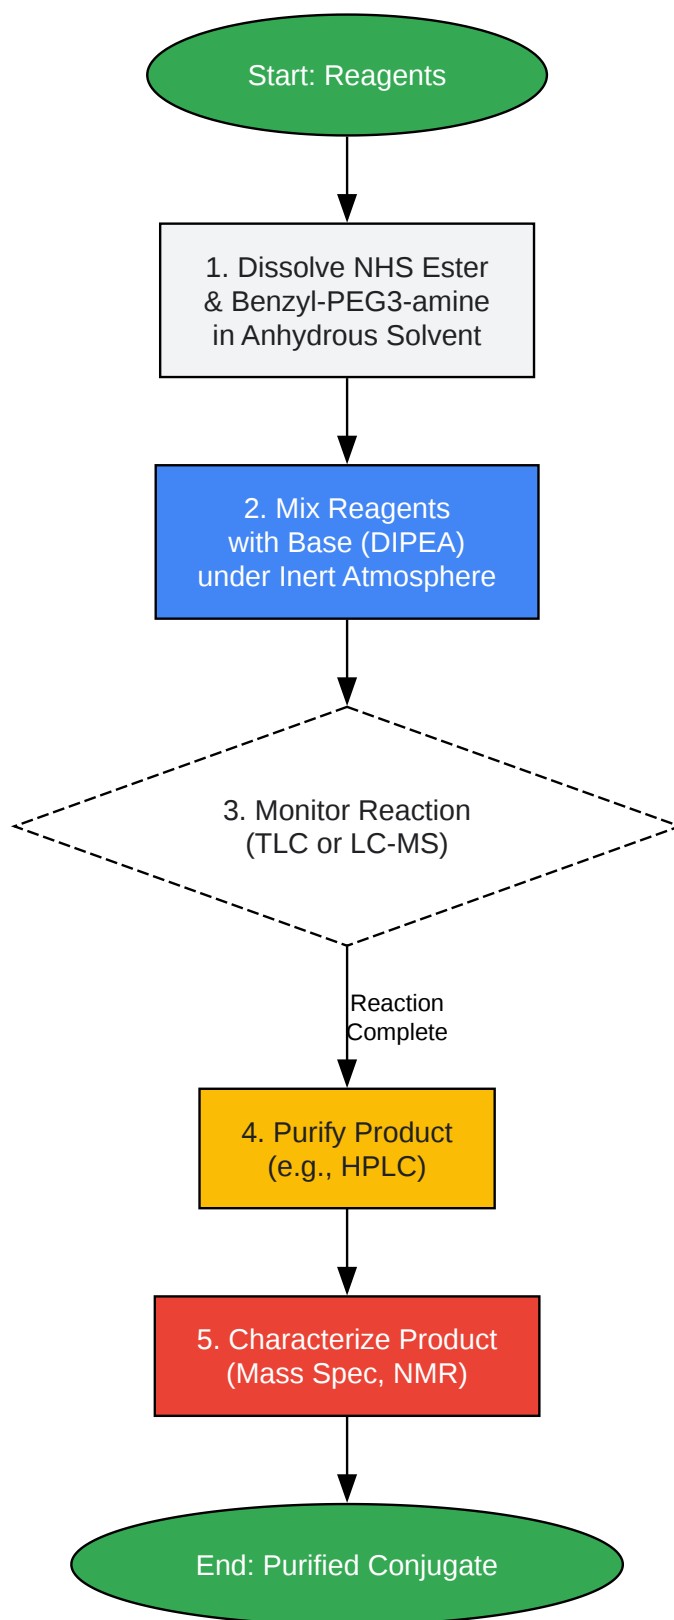 Start: Reagents
1. Dissolve NHS Ester
& Benzyl-PEG3-amine
in Anhydrous Solvent
2. Mix Reagents
with Base (DIPEA)
under Inert Atmosphere
3. Monitor Reaction
(TLC or LC-MS)
Reaction
Complete
4. Purify Product
(e.g., HPLC)
5. Characterize Product
(Mass Spec, NMR)
End: Purified Conjugate